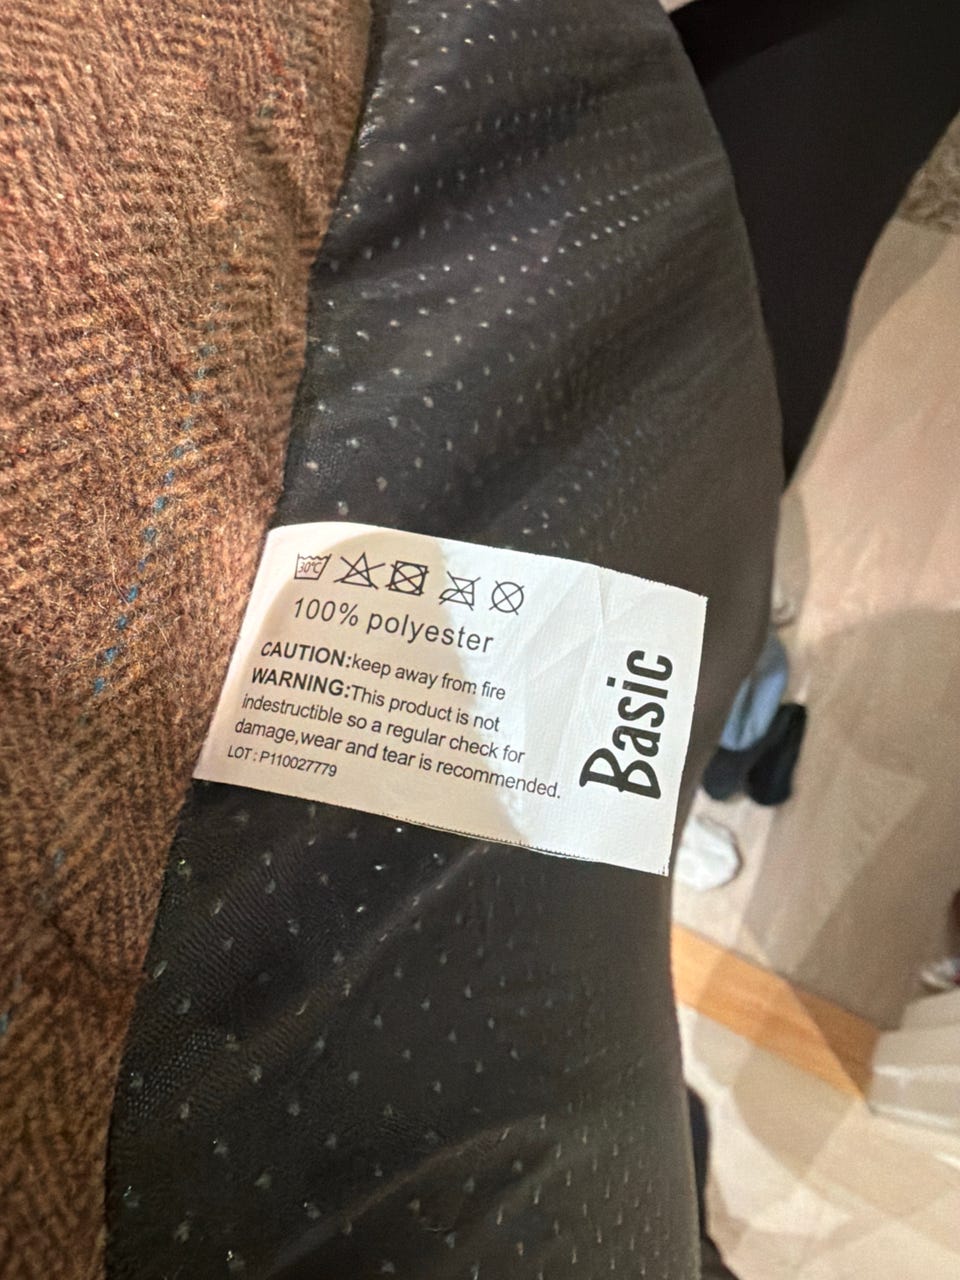 30°C
100% polyester
CAUTION:keep away from fire
WARNING:This product is not
indestructible so a regular check for
damage,wear and tear is recommended.
LOT : P110027779
Basic